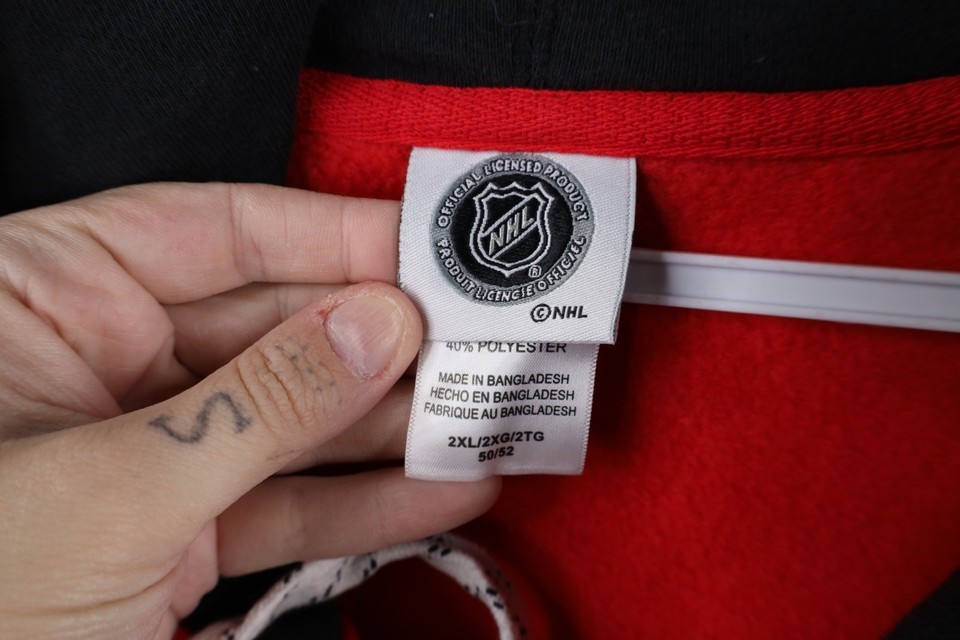 OFFICIAL LICENSED PRODUCT
NHL
®
PRODUIT LICENCIE OFFICIEL
©NHL
40% POLYESTER
MADE IN BANGLADESH
HECHO EN BANGLADESH
FABRIQUE AU BANGLADESH
2XL/2XG/2TG
50/52